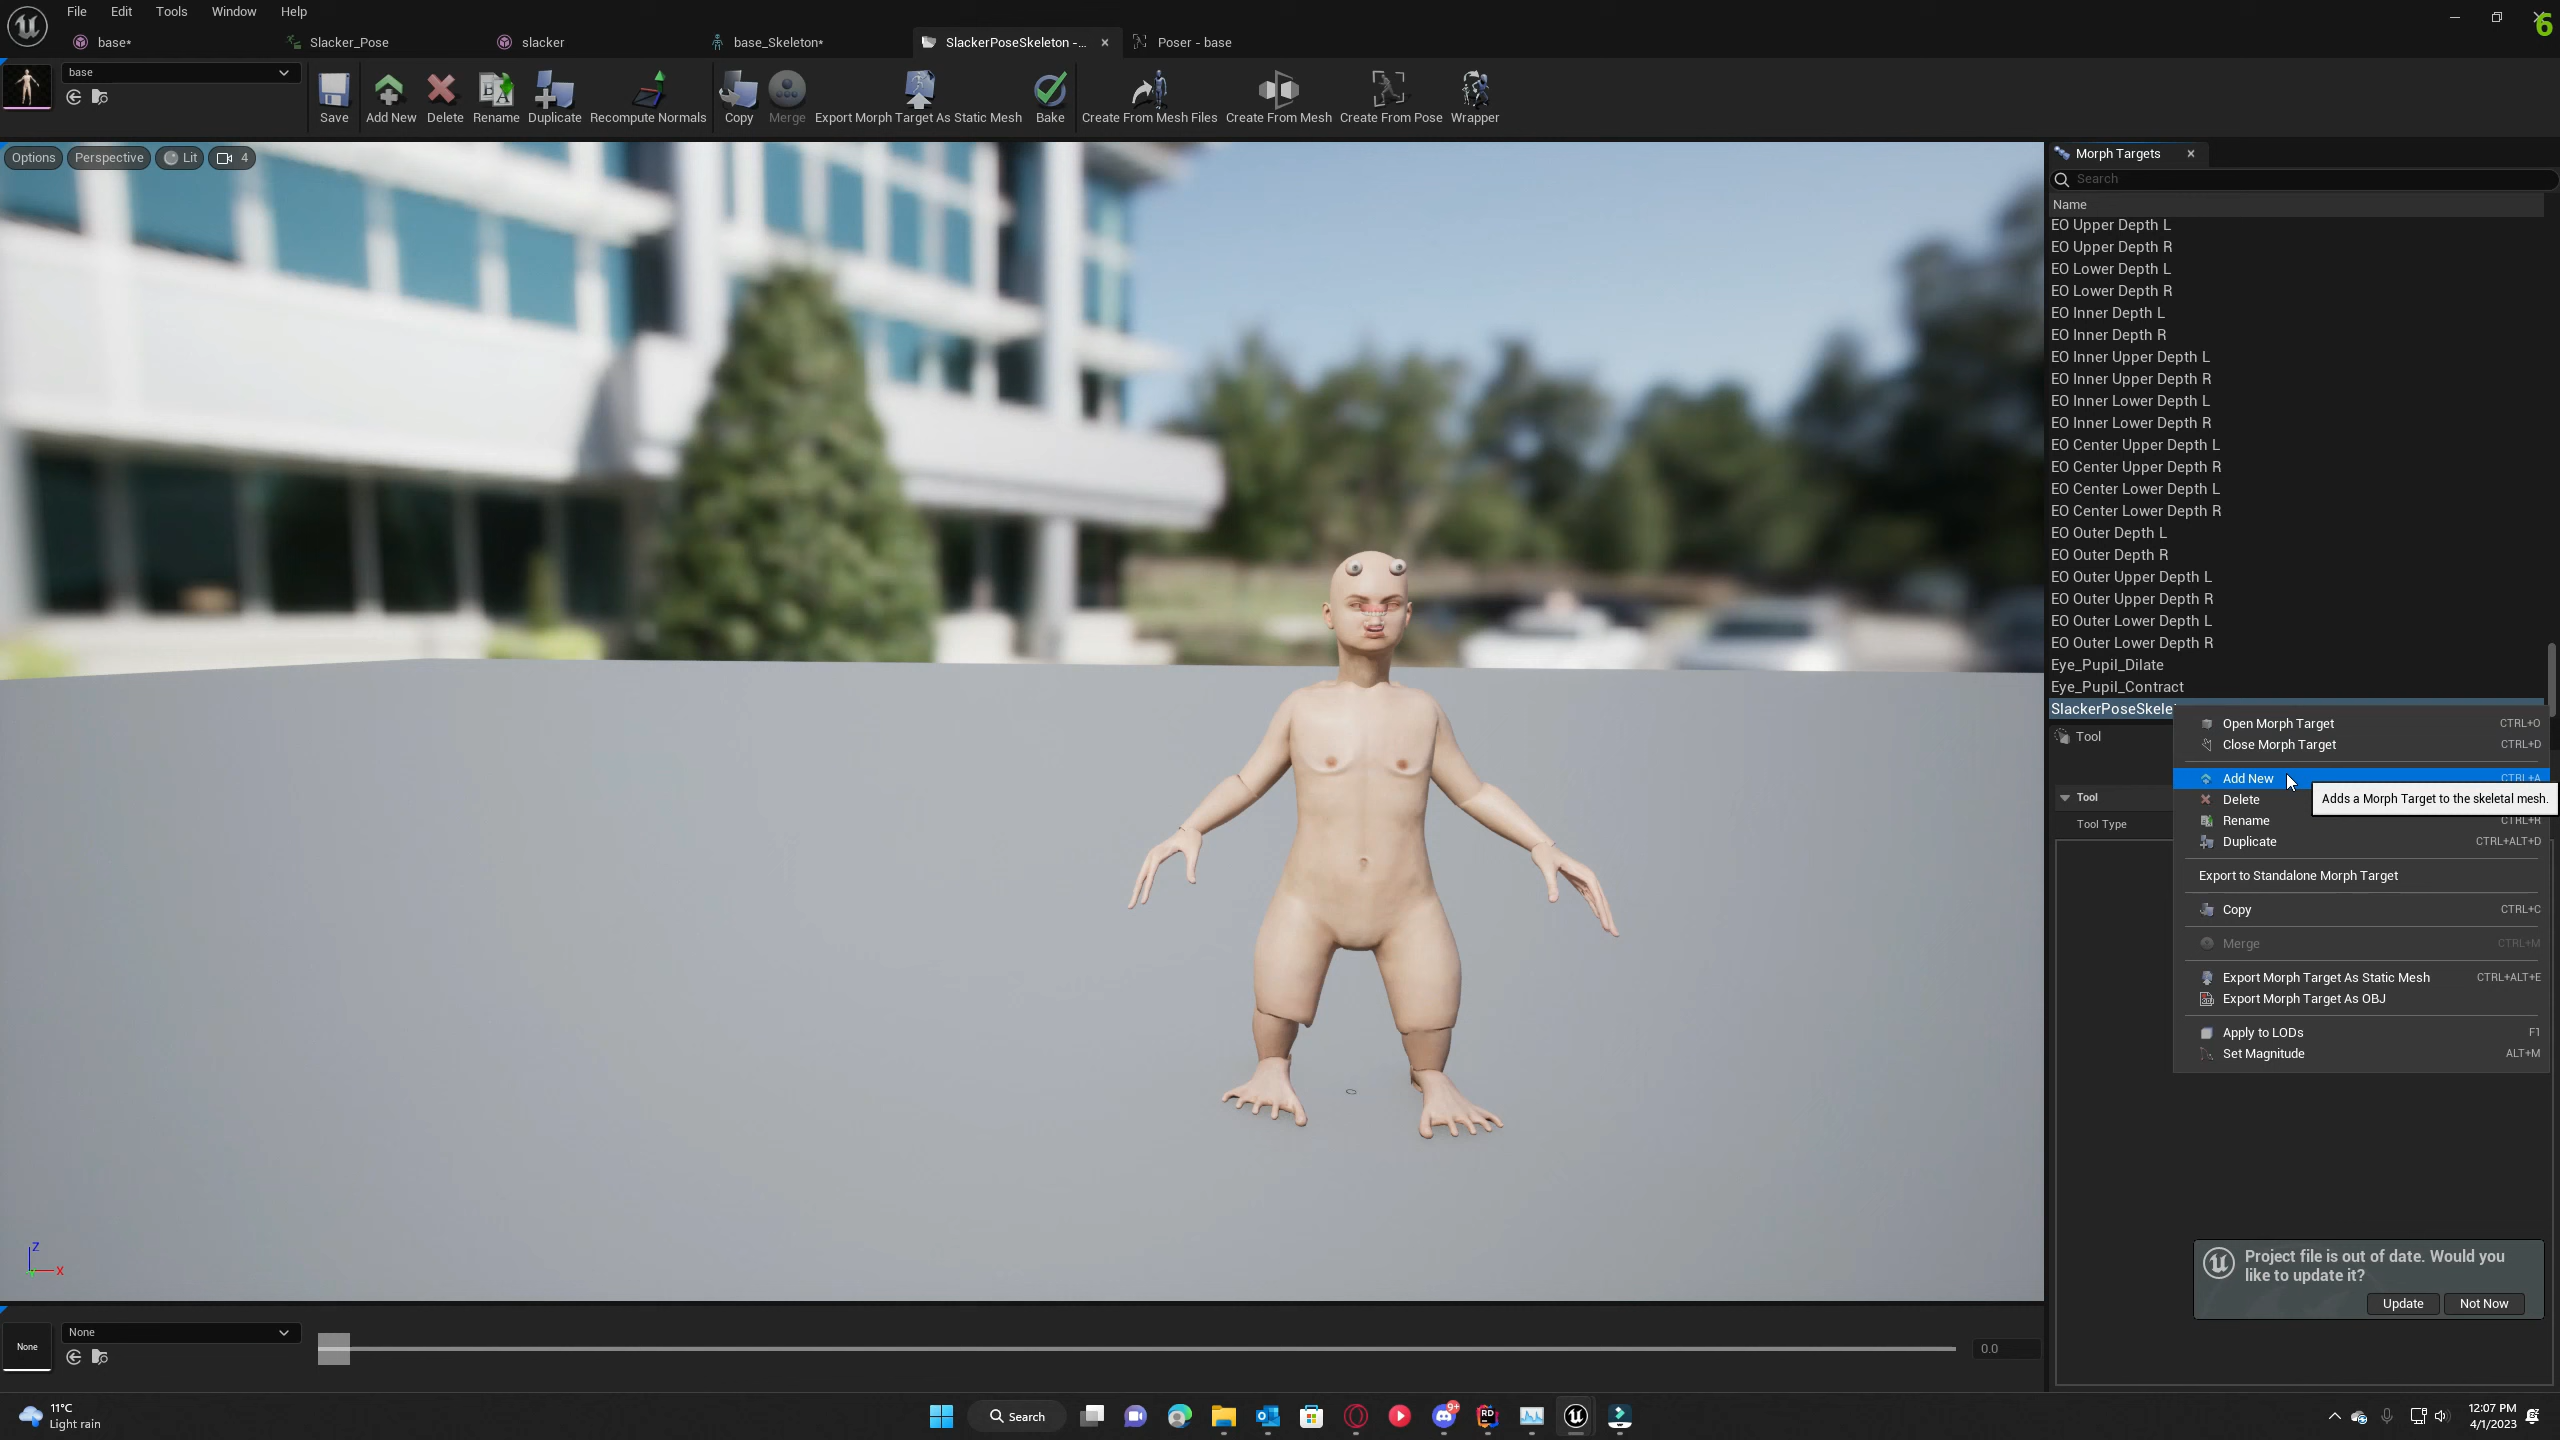 File Edit Tools Window Help
6
base*
Slacker_Pose
slacker
base_Skeleton*
SlackerPoseSkeleton -...
Poser - base
base
Save
Add New
Delete
Rename
Duplicate
Recompute Normals
Copy
Merge
Export Morph Target As Static Mesh
Bake
Create From Mesh Files
Create From Mesh
Create From Pose
Wrapper
Options
Perspective
Lit
4
Morph Targets
Search
Name
EO Upper Depth L
EO Upper Depth R
EO Lower Depth L
EO Lower Depth R
EO Inner Depth L
EO Inner Depth R
EO Inner Upper Depth L
EO Inner Upper Depth R
EO Inner Lower Depth L
EO Inner Lower Depth R
EO Center Upper Depth L
EO Center Upper Depth R
EO Center Lower Depth L
EO Center Lower Depth R
EO Outer Depth L
EO Outer Depth R
EO Outer Upper Depth L
EO Outer Upper Depth R
EO Outer Lower Depth L
EO Outer Lower Depth R
Eye_Pupil_Dilate
Eye_Pupil_Contract
SlackerPoseSkele
Tool
Tool
Tool Type
Open Morph Target CTRL+O
Close Morph Target CTRL+D
Add New CTRL+A
Adds a Morph Target to the skeletal mesh.
Delete
Rename CTRL+R
Duplicate CTRL+ALT+D
Export to Standalone Morph Target
Copy CTRL+C
Merge CTRL+M
Export Morph Target As Static Mesh CTRL+ALT+E
Export Morph Target As OBJ
Apply to LODs F1
Set Magnitude ALT+M
Z
X
Project file is out of date. Would you
like to update it?
Update
Not Now
None
None
0.0
11°C
Light rain
Search
9+
RD
12:07 PM
4/1/2023